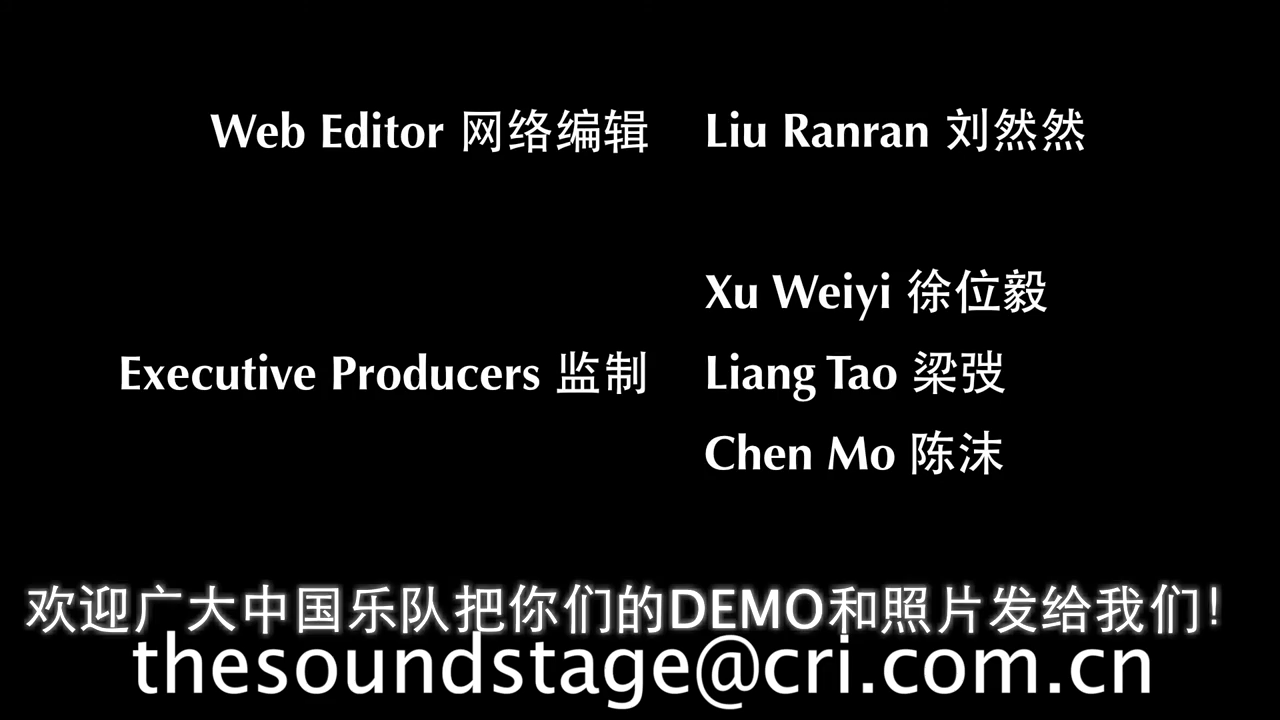 Web Editor 网络编辑 Liu Ranran 刘然然
Xu Weiyi 徐位毅
Executive Producers 监制 Liang Tao 梁弢
Chen Mo 陈沫
欢迎广大中国乐队把你们的DEMO和照片发给我们！
thesoundstage@cri.com.cn